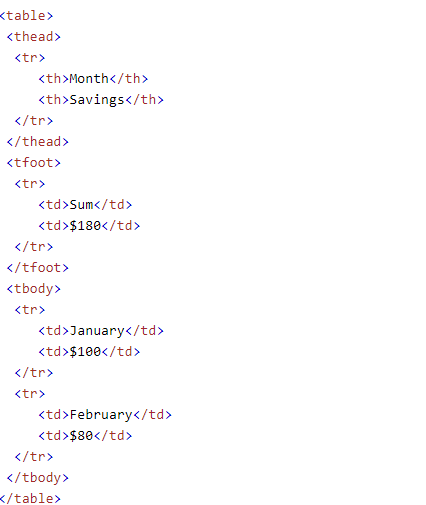 <table>
<thead>
<tr>
<th>Month</th>
<th>Savings</th>
</tr>
</thead>
<tfoot>
<tr>
<td>Sum</td>
<td>$180</td>
</tr>
</tfoot>
<tbody>
<tr>
<td>January</td>
<td>$100</td>
</tr>
<tr>
<td>February</td>
<td>$80</td>
</tr>
</tbody>
</table>